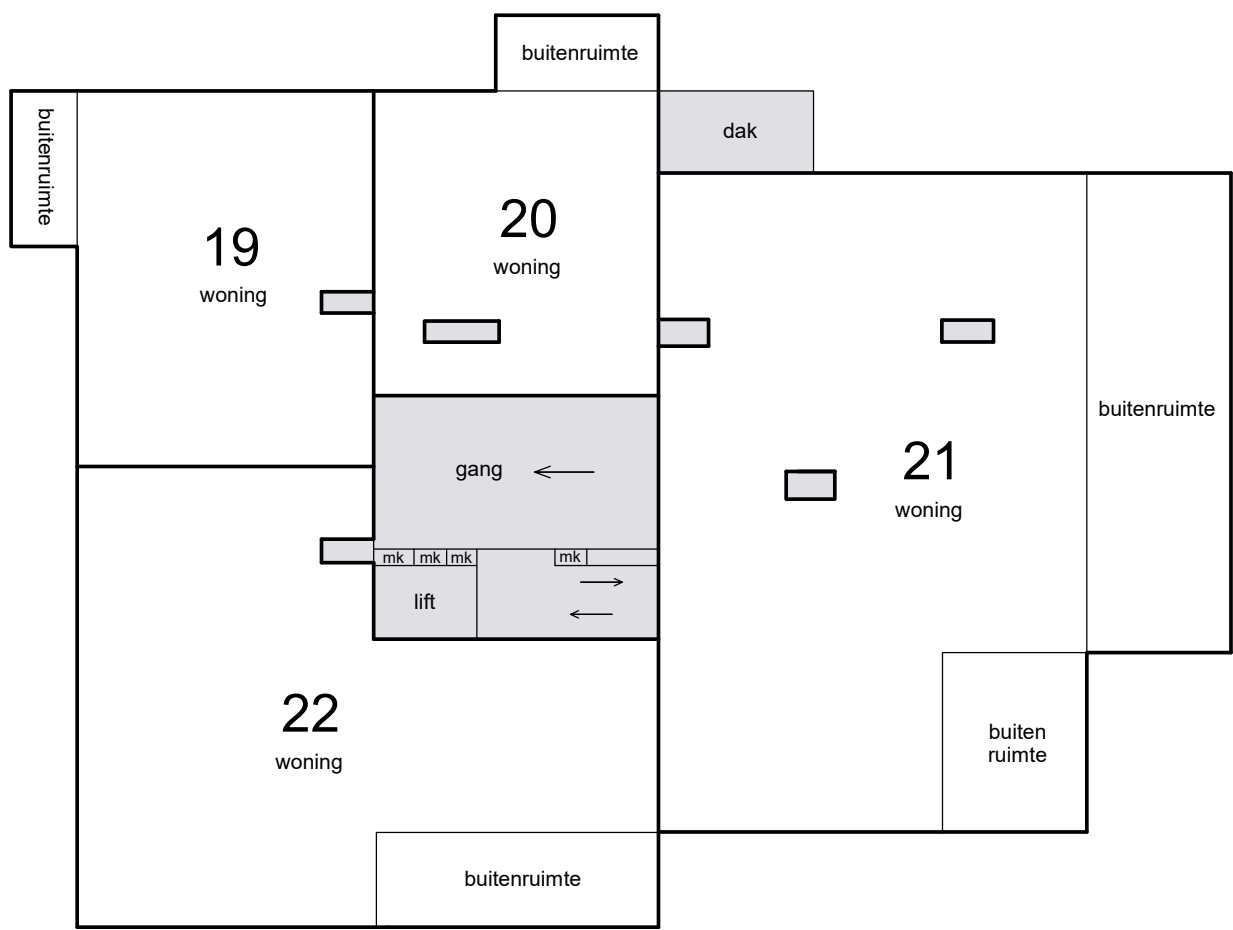 buitenruimte
dak
buitenruimte
19
woning
20
woning
buitenruimte
21
woning
gang
mk
mk
mk
mk
lift
22
woning
buiten
ruimte
buitenruimte